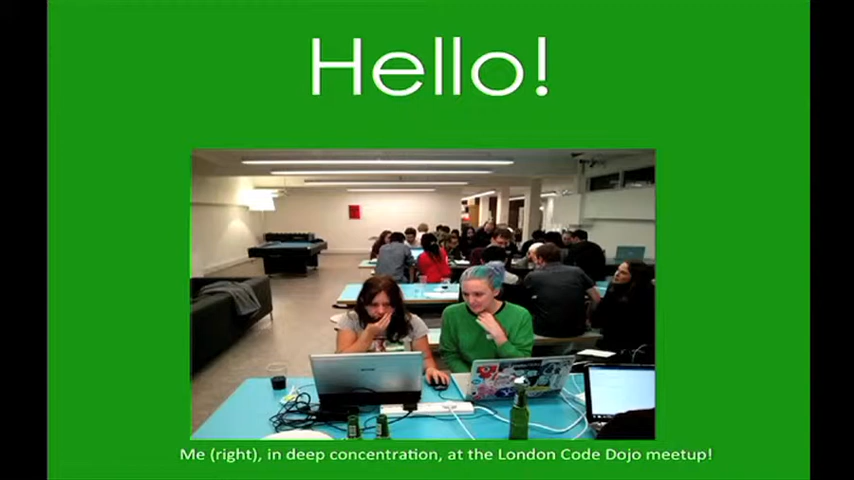 Hello!
Me (right), in deep concentration, at the London Code Dojo meetup!